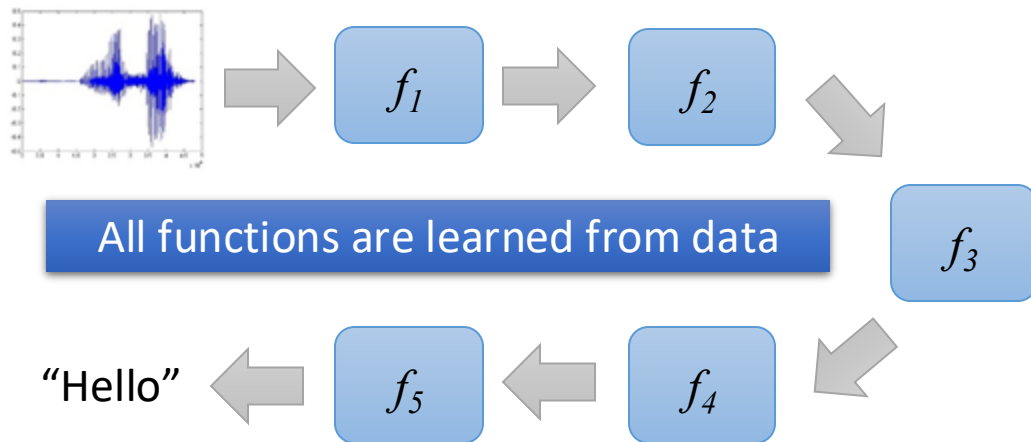 f1
f2
All functions are learned from data
f3
“Hello”
f5
f4